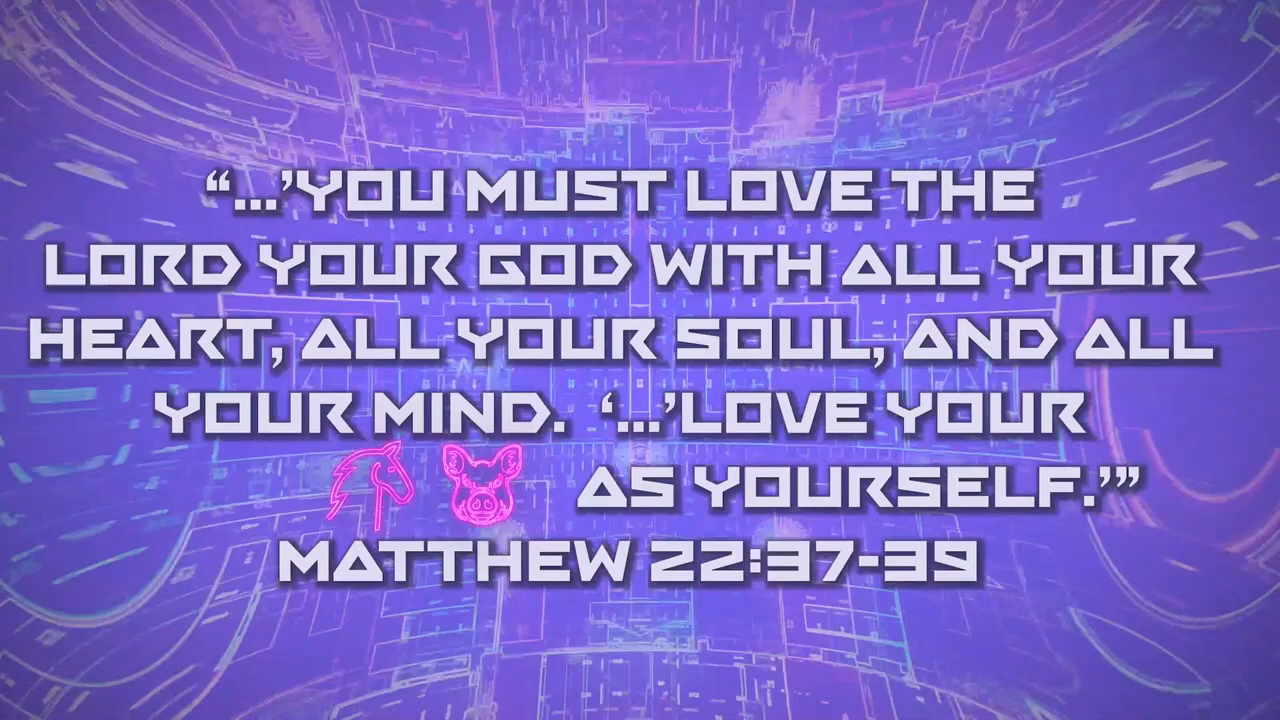 “...’YOU MUST LOVE THE
LORD YOUR GOD WITH ALL YOUR
HEART, ALL YOUR SOUL, AND ALL
YOUR MIND. ‘...’LOVE YOUR
AS YOURSELF.’”
MATTHEW 22:37-39